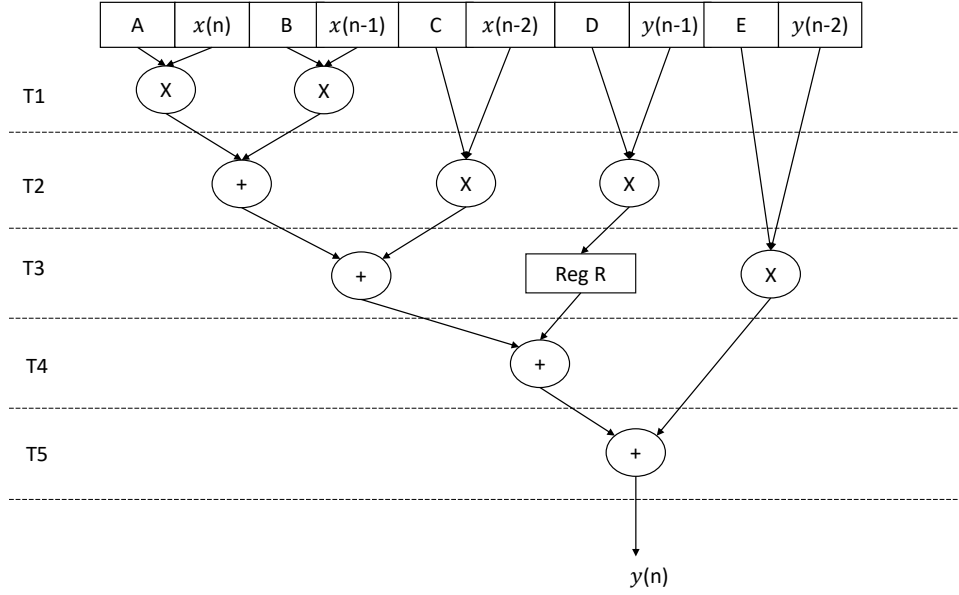 A x(n) B x(n-1) C x(n-2) D y(n-1) E y(n-2)
T1 X X
T2 + X X
T3 + Reg R X
T4 +
T5 +
y(n)